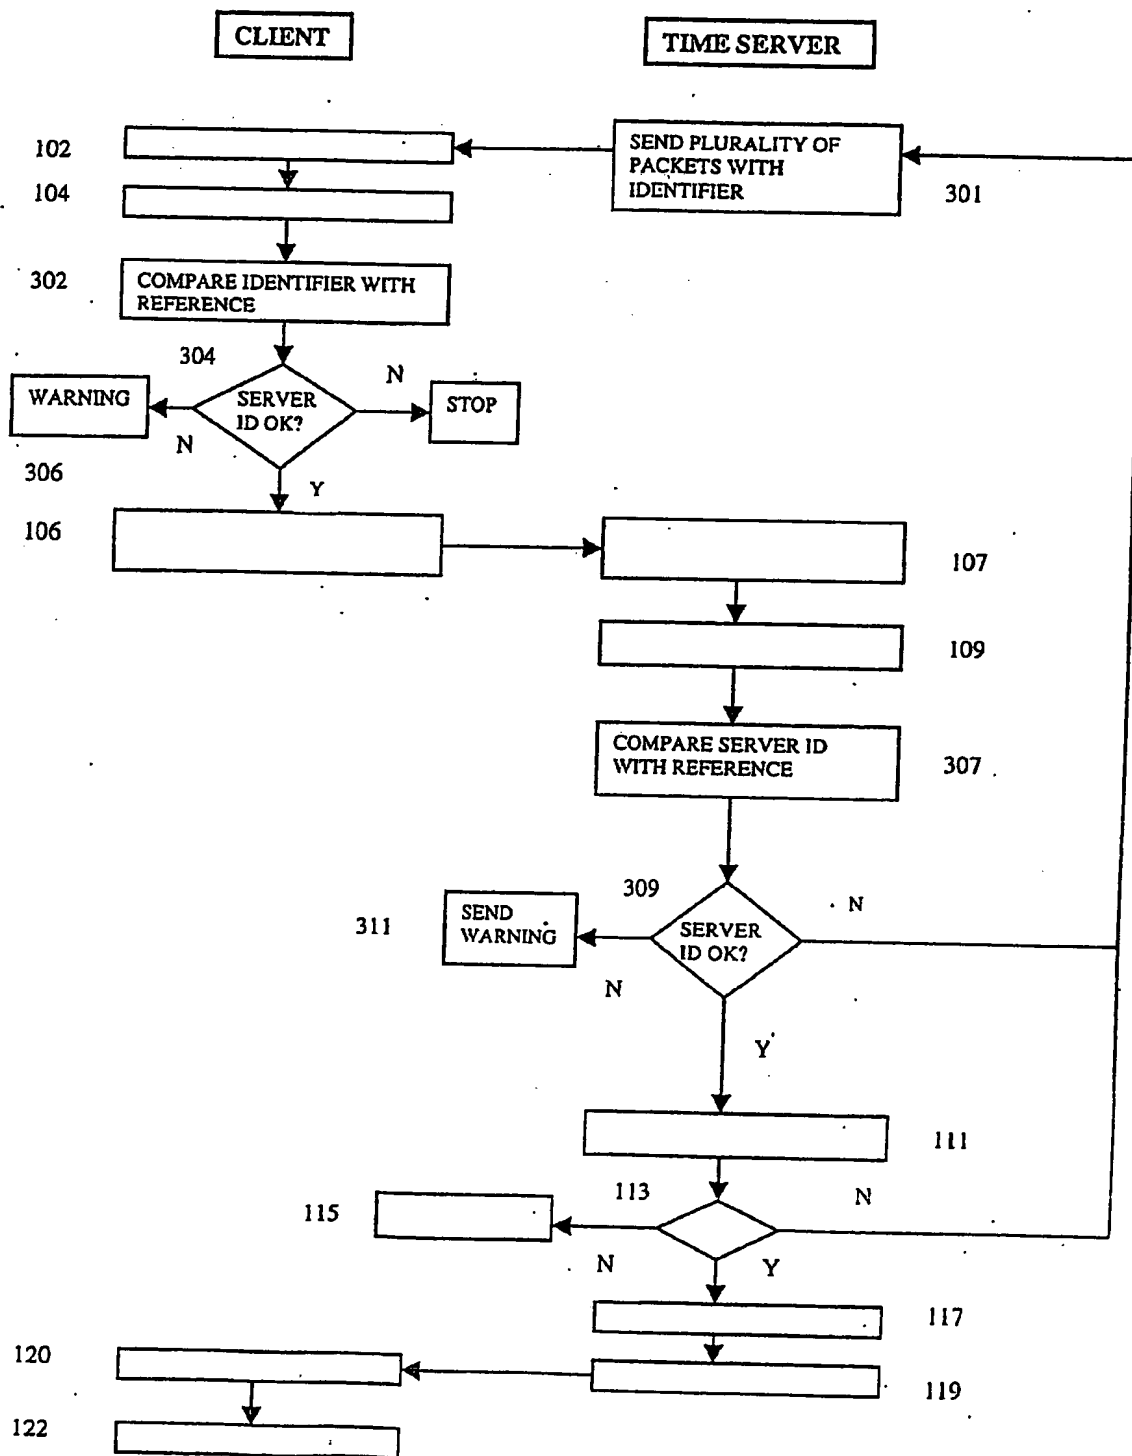 CLIENT
TIME SERVER
102
SEND PLURALITY OF
PACKETS WITH
IDENTIFIER
301
104
302
COMPARE IDENTIFIER WITH
REFERENCE
304
WARNING
SERVER
ID OK?
N
STOP
N
306
Y
106
107
109
COMPARE SERVER ID
WITH REFERENCE
307
309
311
SEND
WARNING
SERVER
ID OK?
N
N
Y
111
113
N
115
N
Y
117
120
119
122